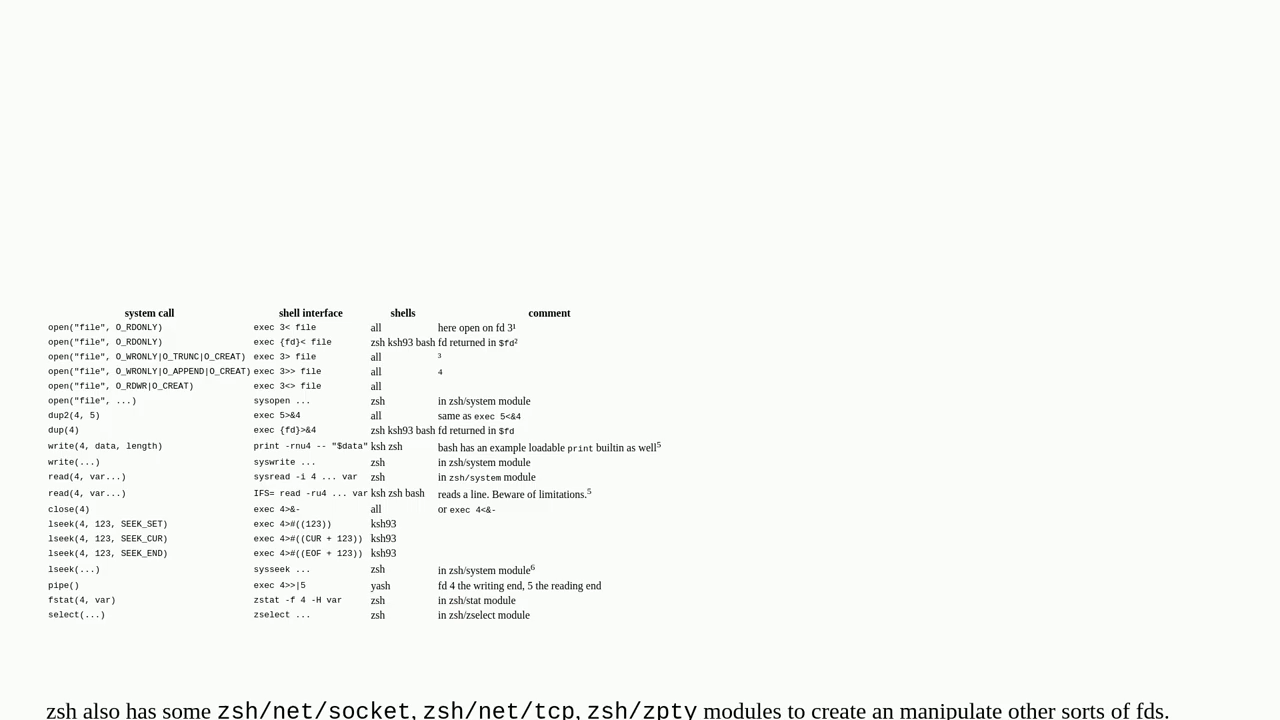 system call shell interface shells comment
open("file", O_RDONLY) exec 3< file all here open on fd 3¹
open("file", O_RDONLY) exec {fd}< file zsh ksh93 bash fd returned in $fd²
open("file", O_WRONLY|O_TRUNC|O_CREAT) exec 3> file all ³
open("file", O_WRONLY|O_APPEND|O_CREAT) exec 3>> file all ⁴
open("file", O_RDWR|O_CREAT) exec 3<> file all
open("file", ...) sysopen ... zsh in zsh/system module
dup2(4, 5) exec 5>&4 all same as exec 5<&4
dup(4) exec {fd}>&4 zsh ksh93 bash fd returned in $fd
write(4, data, length) print -rnu4 -- "$data" ksh zsh bash has an example loadable print builtin as well⁵
write(...) syswrite ... zsh in zsh/system module
read(4, var...) sysread -i 4 ... var zsh in zsh/system module
read(4, var...) IFS= read -ru4 ... var ksh zsh bash reads a line. Beware of limitations.⁵
close(4) exec 4>&- all or exec 4<&-
lseek(4, 123, SEEK_SET) exec 4>#((123)) ksh93
lseek(4, 123, SEEK_CUR) exec 4>#((CUR + 123)) ksh93
lseek(4, 123, SEEK_END) exec 4>#((EOF + 123)) ksh93
lseek(...) sysseek ... zsh in zsh/system module⁶
pipe() exec 4>>|5 yash fd 4 the writing end, 5 the reading end
fstat(4, var) zstat -f 4 -H var zsh in zsh/stat module
select(...) zselect ... zsh in zsh/zselect module
zsh also has some zsh/net/socket, zsh/net/tcp, zsh/zpty modules to create an manipulate other sorts of fds.